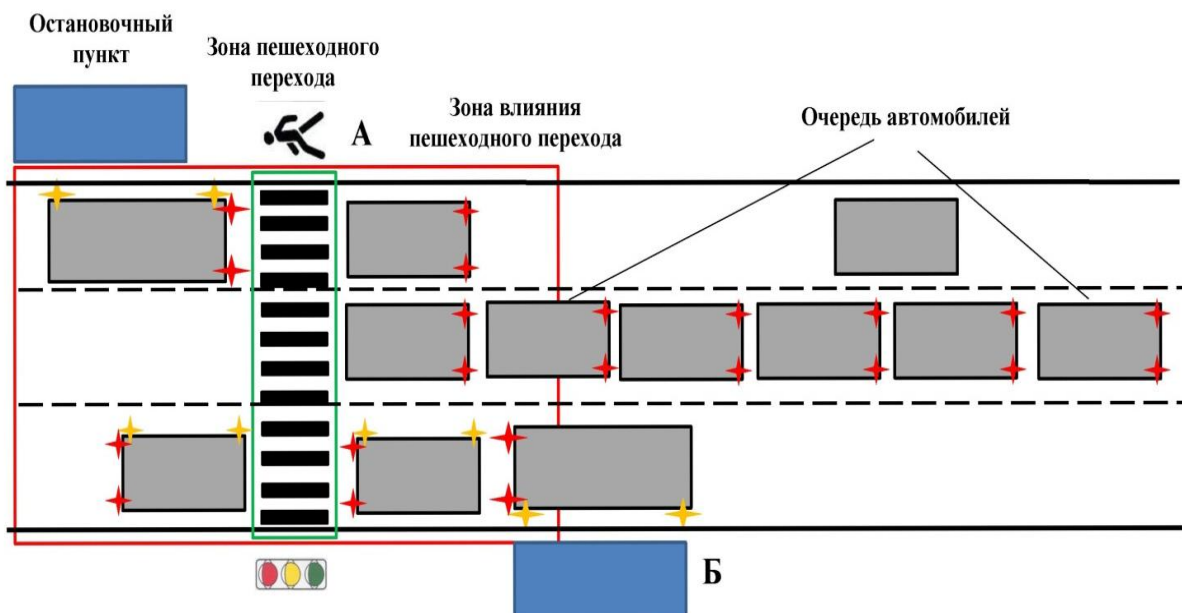 Остановочный
пункт
Зона пешеходного
перехода
А
Зона влияния
пешеходного перехода
Очередь автомобилей
Б